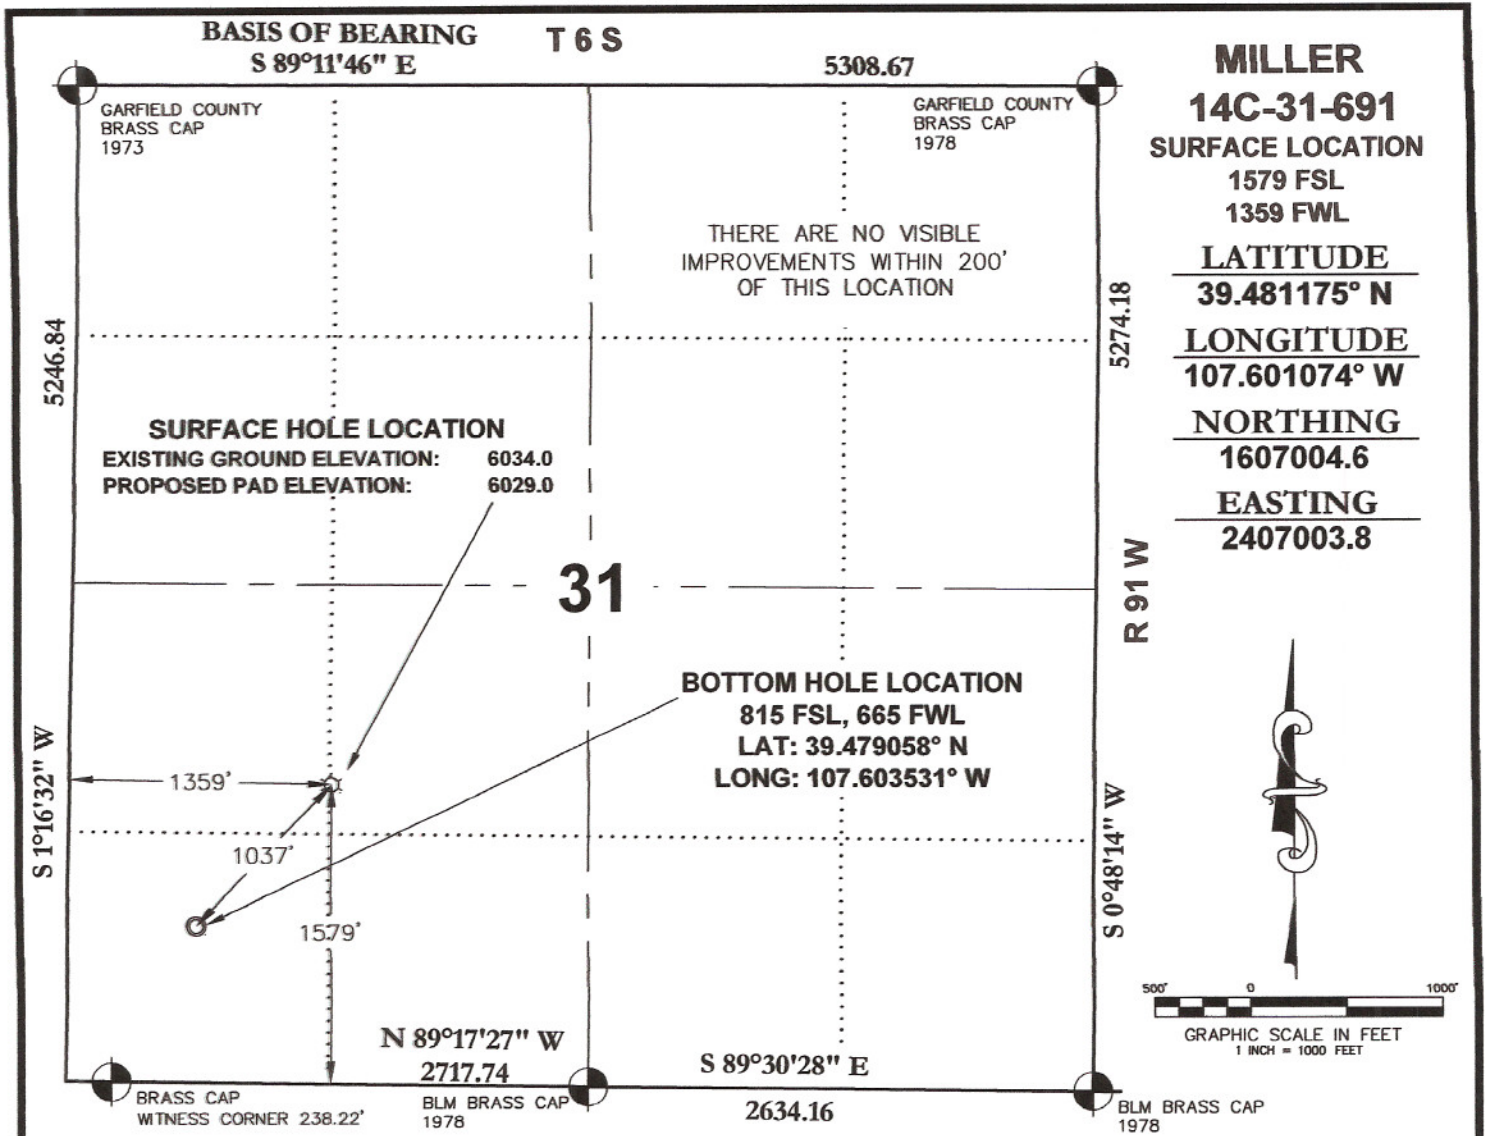 BASIS OF BEARING
S 89°11'46" E
T 6 S
5308.67
GARFIELD COUNTY
BRASS CAP
1973
GARFIELD COUNTY
BRASS CAP
1978
THERE ARE NO VISIBLE
IMPROVEMENTS WITHIN 200'
OF THIS LOCATION
5246.84
5274.18
SURFACE HOLE LOCATION
EXISTING GROUND ELEVATION: 6034.0
PROPOSED PAD ELEVATION: 6029.0
31
R 91 W
BOTTOM HOLE LOCATION
815 FSL, 665 FWL
LAT: 39.479058° N
LONG: 107.603531° W
S 1°16'32" W
1359'
1037'
1579'
S 0°48'14" W
N 89°17'27" W
2717.74
S 89°30'28" E
2634.16
BRASS CAP
WITNESS CORNER 238.22'
BLM BRASS CAP
1978
BLM BRASS CAP
1978
MILLER
14C-31-691
SURFACE LOCATION
1579 FSL
1359 FWL
LATITUDE
39.481175° N
LONGITUDE
107.601074° W
NORTHING
1607004.6
EASTING
2407003.8
500' 0 1000'
GRAPHIC SCALE IN FEET
1 INCH = 1000 FEET